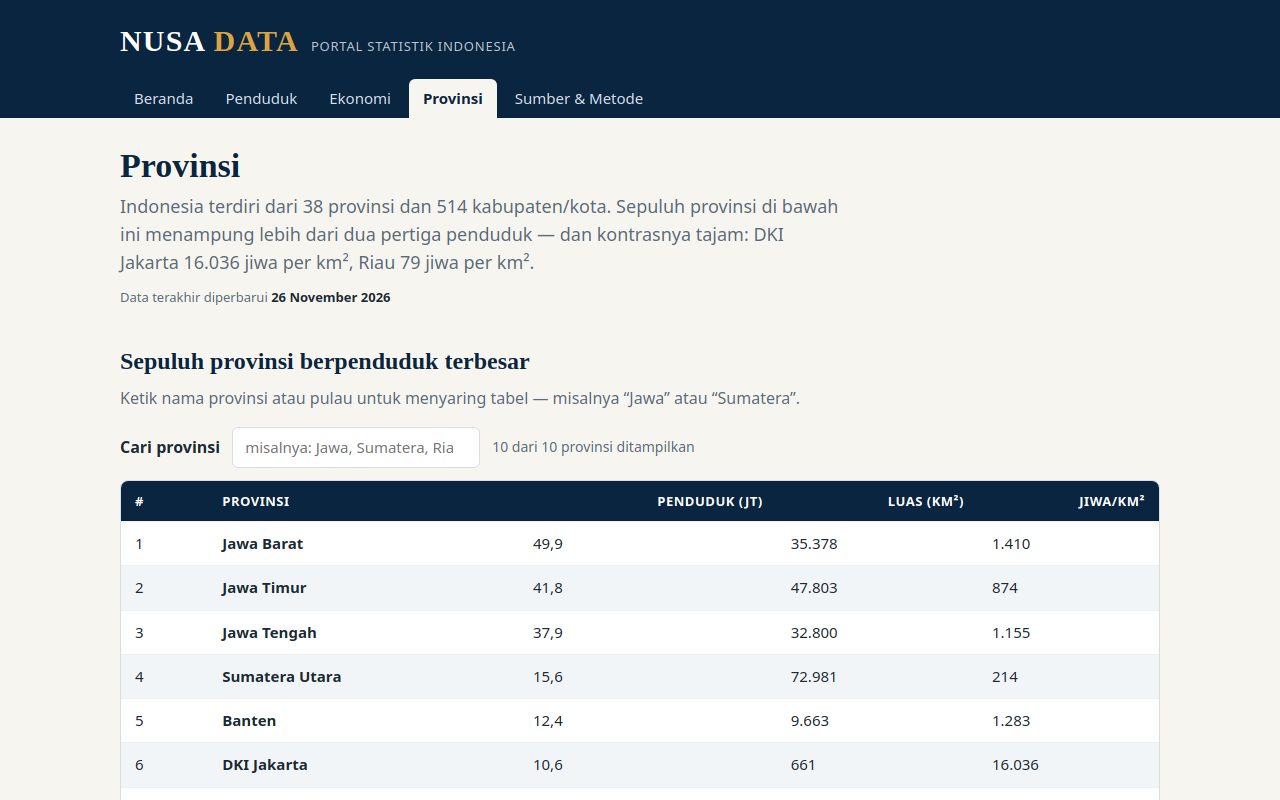 NUSA DATA PORTAL STATISTIK INDONESIA
Beranda Penduduk Ekonomi Provinsi Sumber & Metode
Provinsi
Indonesia terdiri dari 38 provinsi dan 514 kabupaten/kota. Sepuluh provinsi di bawah
ini menampung lebih dari dua pertiga penduduk — dan kontrasnya tajam: DKI
Jakarta 16.036 jiwa per km², Riau 79 jiwa per km².
Data terakhir diperbarui 26 November 2026
Sepuluh provinsi berpenduduk terbesar
Ketik nama provinsi atau pulau untuk menyaring tabel — misalnya “Jawa” atau “Sumatera”.
Cari provinsi misalnya: Jawa, Sumatera, Ria 10 dari 10 provinsi ditampilkan
# PROVINSI PENDUDUK (JT) LUAS (KM²) JIWA/KM²
1 Jawa Barat 49,9 35.378 1.410
2 Jawa Timur 41,8 47.803 874
3 Jawa Tengah 37,9 32.800 1.155
4 Sumatera Utara 15,6 72.981 214
5 Banten 12,4 9.663 1.283
6 DKI Jakarta 10,6 661 16.036